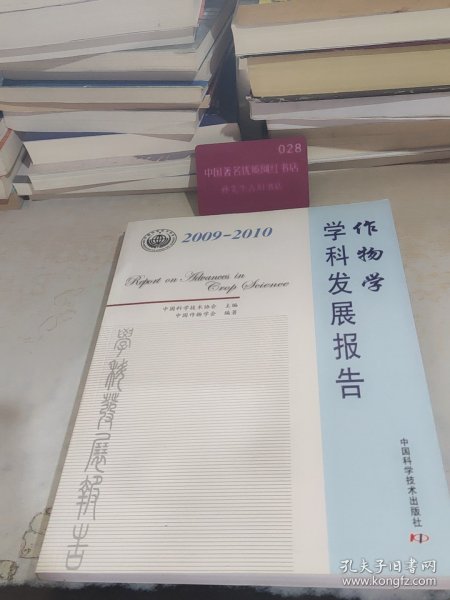 028
中国著名优质网红书店
2009-2010
Report on Advances in
Crop Science
中国科学技术协会 主编
中国作物学会 编著
作物学
学科发展报告
学科发展报告
中国科学技术出版社
孔夫子旧书网
www.kongfz.com